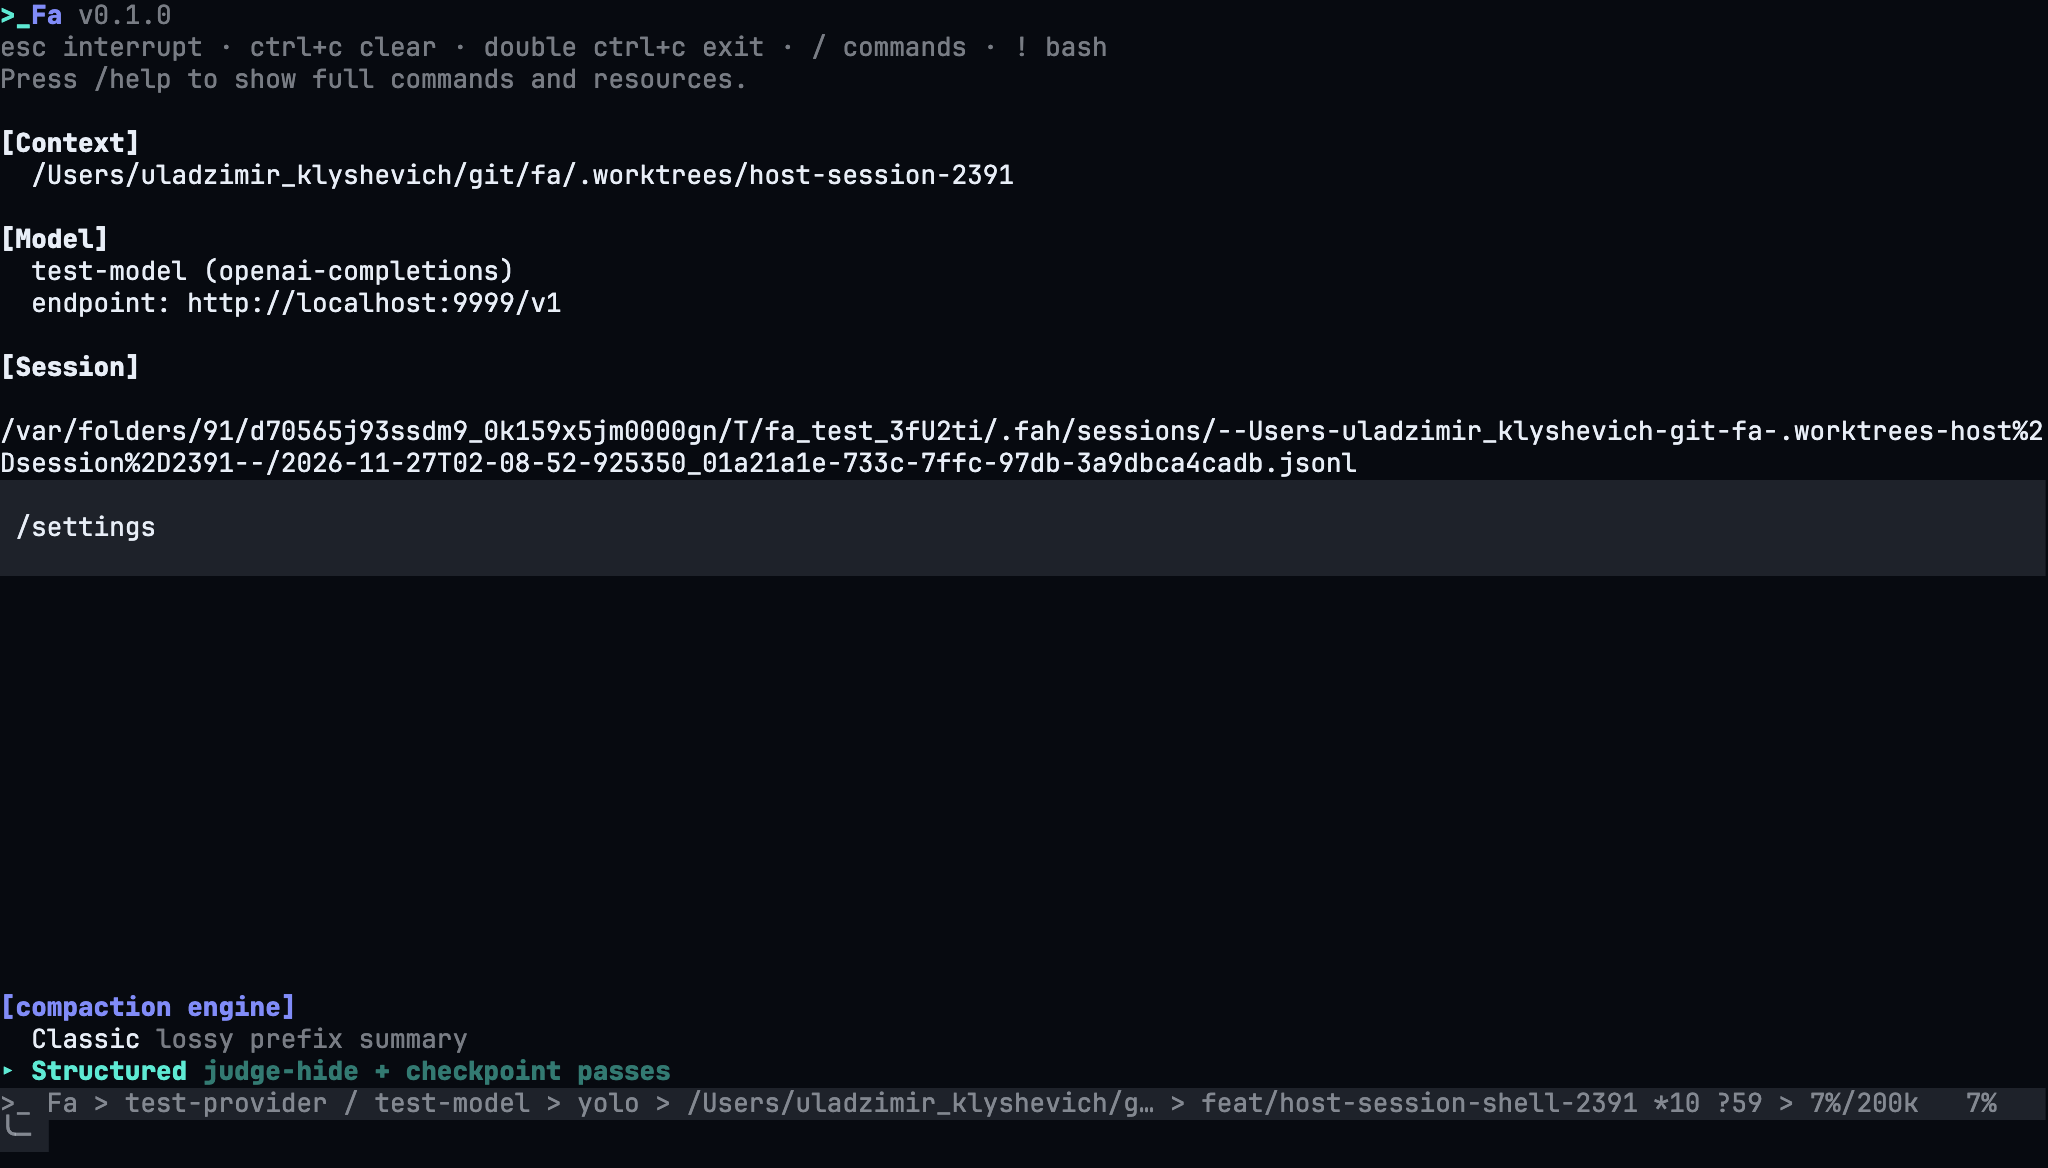 >_Fa v0.1.0
esc interrupt · ctrl+c clear · double ctrl+c exit · / commands · ! bash
Press /help to show full commands and resources.
[Context]
/Users/uladzimir_klyshevich/git/fa/.worktrees/host-session-2391
[Model]
test-model (openai-completions)
endpoint: http://localhost:9999/v1
[Session]
/var/folders/91/d70565j93ssdm9_0k159x5jm0000gn/T/fa_test_3fU2ti/.fah/sessions/--Users-uladzimir_klyshevich-git-fa-.worktrees-host%2
Dsession%2D2391--/2026-11-27T02-08-52-925350_01a21a1e-733c-7ffc-97db-3a9dbca4cadb.jsonl
/settings
[compaction engine]
Classic lossy prefix summary
▸ Structured judge-hide + checkpoint passes
>_ Fa > test-provider / test-model > yolo > /Users/uladzimir_klyshevich/g… > feat/host-session-shell-2391 *10 ?59 > 7%/200k 7%